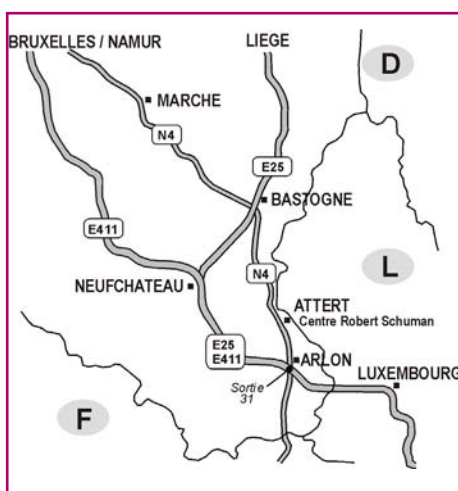 BRUXELLES / NAMUR
LIEGE
D
MARCHE
N4
E25
BASTOGNE
E411
L
N4
NEUFCHATEAU
ATTERT
Centre Robert Schuman
E25
E411
ARLON
LUXEMBOURG
Sortie
31
F